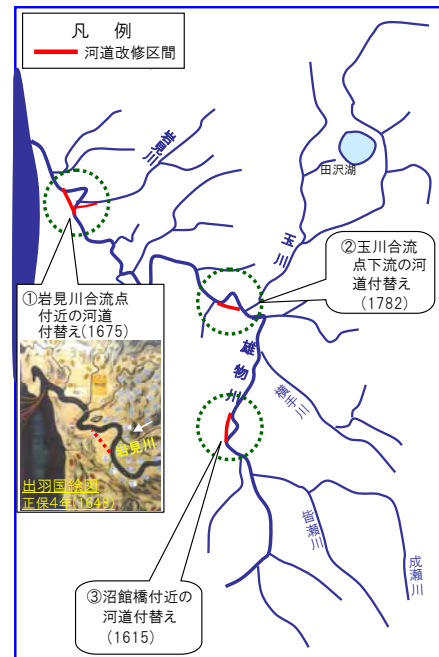 凡　例
河道改修区間
岩見川
田沢湖
玉川
②玉川合流
点下流の河
道付替え
(1782)
①岩見川合流点
付近の河道
付替え(1675)
岩見川
出羽国絵図
正保4年(1648)
雄物川
横手川
皆瀬川
成瀬川
③沼館橋付近の
河道付替え
(1615)